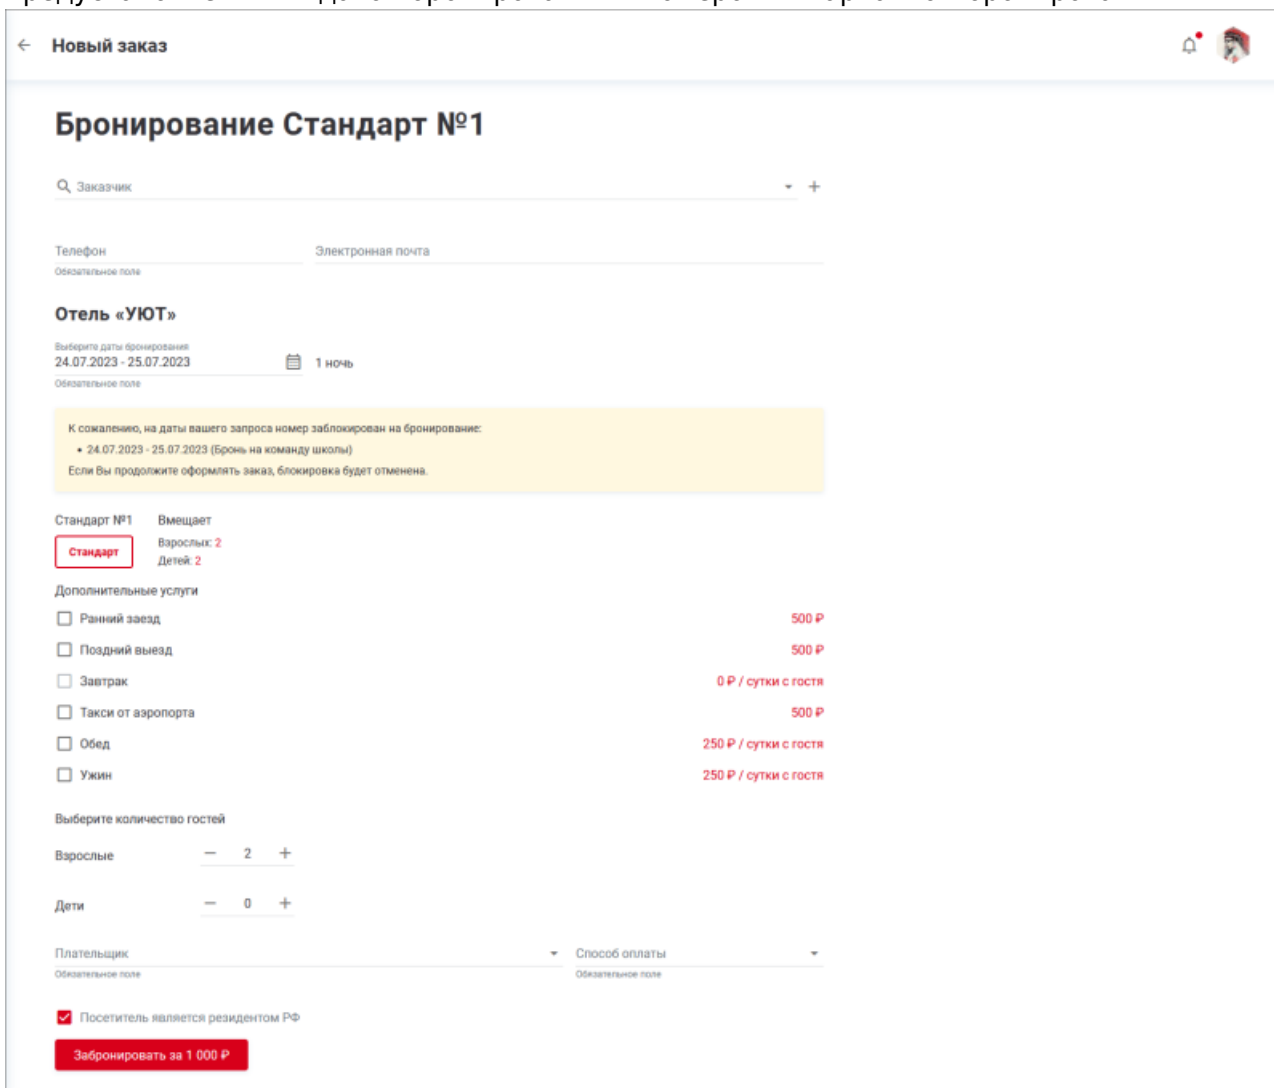 Новый заказ
Бронирование Стандарт №1
Заказчик
Телефон Электронная почта
Обязательное поле
Отель «УЮТ»
Выберите даты бронирования
24.07.2023 - 25.07.2023 1 ночь
Обязательное поле
К сожалению, на даты вашего запроса номер заблокирован на бронирование:
• 24.07.2023 - 25.07.2023 (Бронь на команду школы)
Если Вы продолжите оформлять заказ, блокировка будет отменена.
Стандарт №1 Вмещает
Стандарт Взрослых: 2
Детей: 2
Дополнительные услуги
Ранний заезд 500 ₽
Поздний выезд 500 ₽
Завтрак 0 ₽ / сутки с гостя
Такси от аэропорта 500 ₽
Обед 250 ₽ / сутки с гостя
Ужин 250 ₽ / сутки с гостя
Выберите количество гостей
Взрослые — 2 +
Дети — 0 +
Плательщик Способ оплаты
Обязательное поле Обязательное поле
Посетитель является резидентом РФ
Забронировать за 1 000 ₽